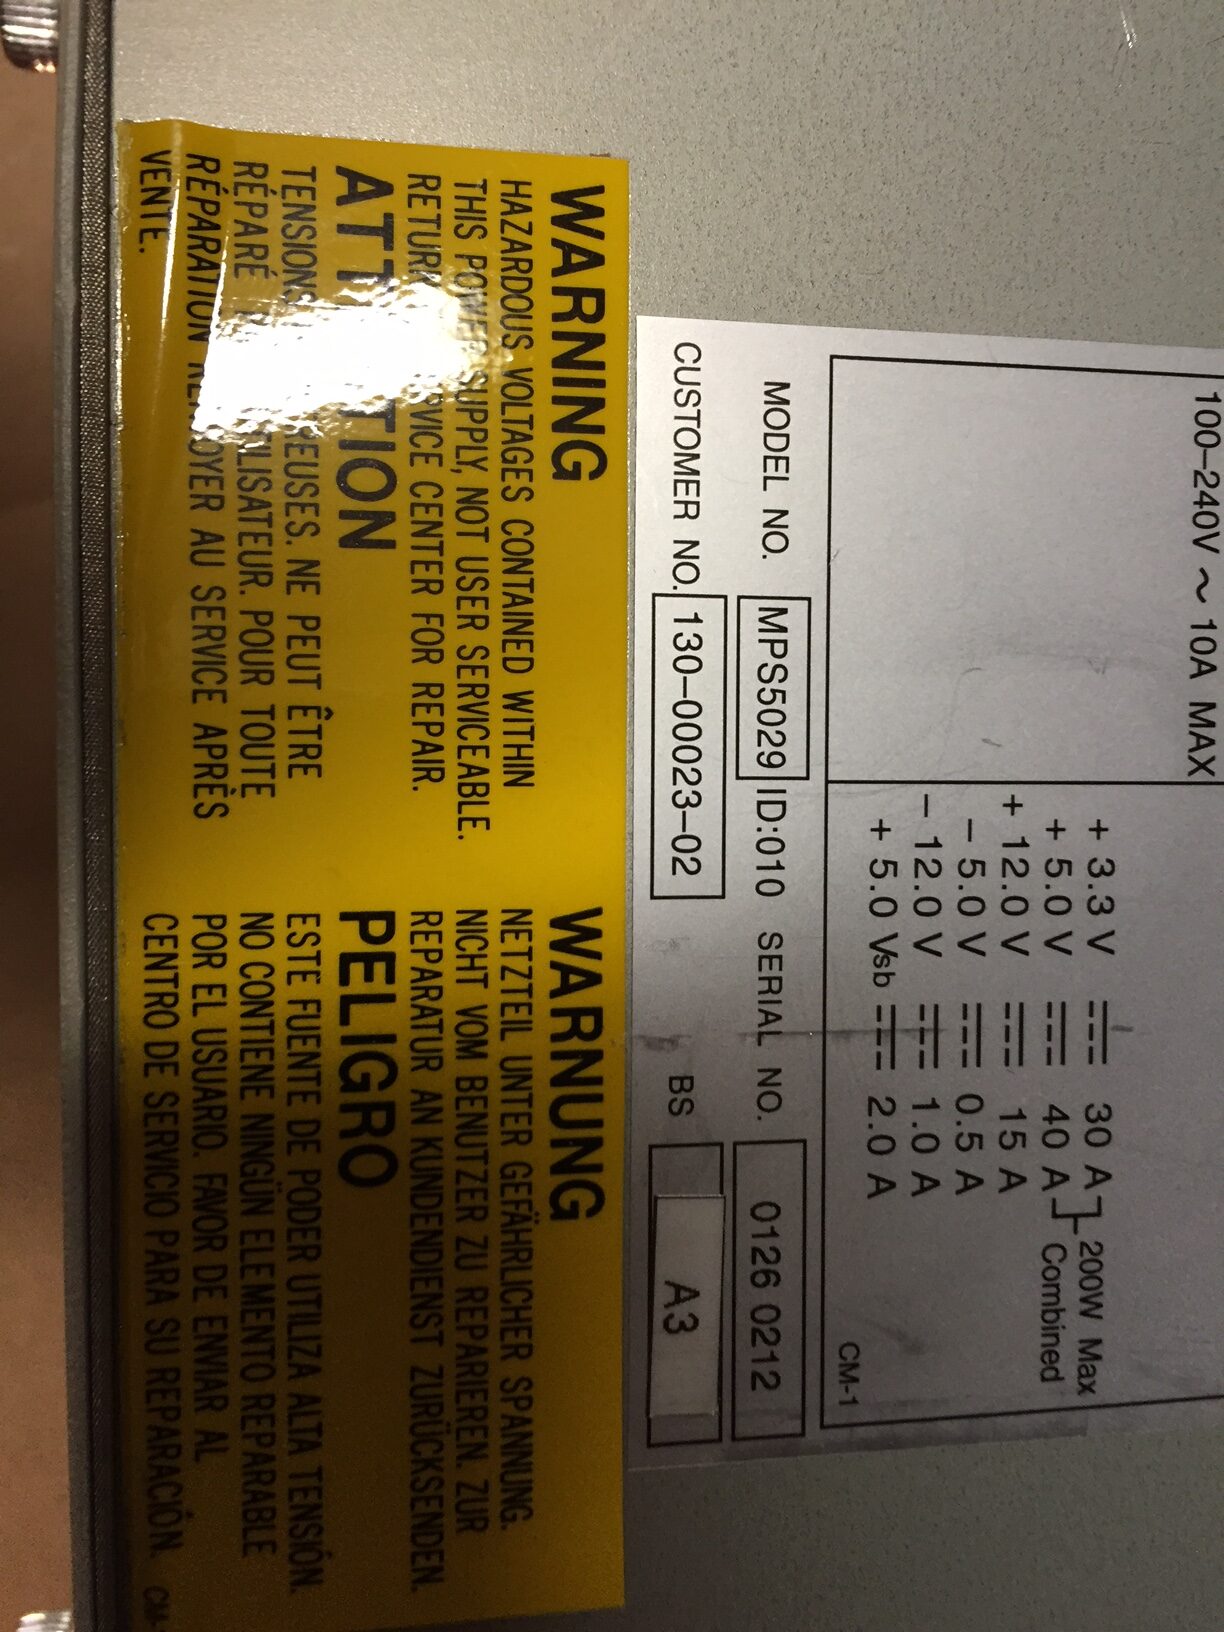 100–240V ~ 10A MAX
+ 3.3 V 30 A
+ 5.0 V 40 A
200W Max
Combined
+ 12.0 V 15 A
– 5.0 V 0.5 A
– 12.0 V 1.0 A
+ 5.0 Vsb 2.0 A
CM-1
MODEL NO. MPS5029 ID:010 SERIAL NO. 0126 0212
CUSTOMER NO. 130–00023–02 BS A3
WARNING
HAZARDOUS VOLTAGES CONTAINED WITHIN
THIS POWER SUPPLY, NOT USER SERVICEABLE.
RETURN SERVICE CENTER FOR REPAIR.
ATTENTION
TENSIONS NE PEUT ÊTRE
RÉPARÉ POUR TOUTE
RÉPARATION RENVOYER AU SERVICE APRÈS
VENTE.
WARNUNG
NETZTEIL UNTER GEFÄHRLICHER SPANNUNG.
NICHT VOM BENUTZER ZU REPARIEREN. ZUR
REPARATUR AN KUNDENDIENST ZURÜCKSENDEN.
PELIGRO
ESTE FUENTE DE PODER UTILIZA ALTA TENSIÓN.
NO CONTIENE NINGÚN ELEMENTO REPARABLE
POR EL USUARIO. FAVOR DE ENVIAR AL
CENTRO DE SERVICIO PARA SU REPARACIÓN.